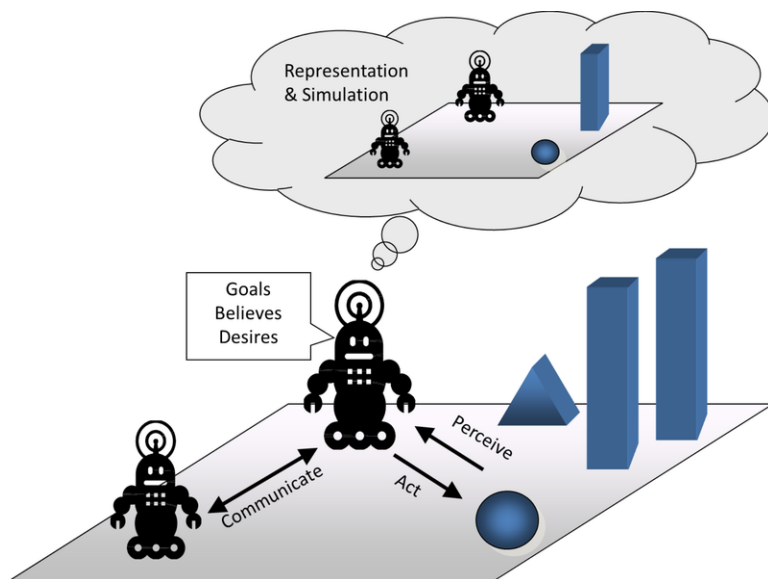 Representation
& Simulation
Goals
Believes
Desires
Perceive
Act
Communicate